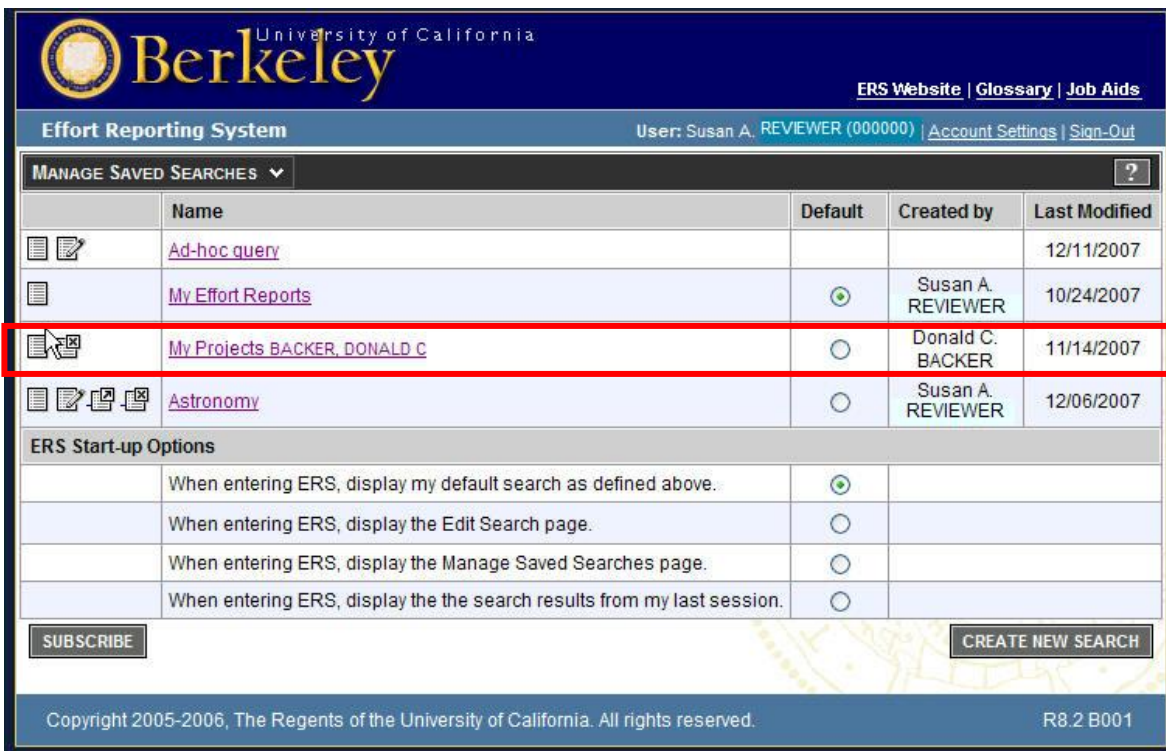 University of California
Berkeley
ERS Website | Glossary | Job Aids
Effort Reporting System User: Susan A. REVIEWER (000000) | Account Settings | Sign-Out
MANAGE SAVED SEARCHES ?
Name Default Created by Last Modified
Ad-hoc query 12/11/2007
My Effort Reports Susan A. REVIEWER 10/24/2007
My Projects BACKER, DONALD C Donald C. BACKER 11/14/2007
Astronomy Susan A. REVIEWER 12/06/2007
ERS Start-up Options
When entering ERS, display my default search as defined above.
When entering ERS, display the Edit Search page.
When entering ERS, display the Manage Saved Searches page.
When entering ERS, display the the search results from my last session.
SUBSCRIBE CREATE NEW SEARCH
Copyright 2005-2006, The Regents of the University of California. All rights reserved. R8.2 B001